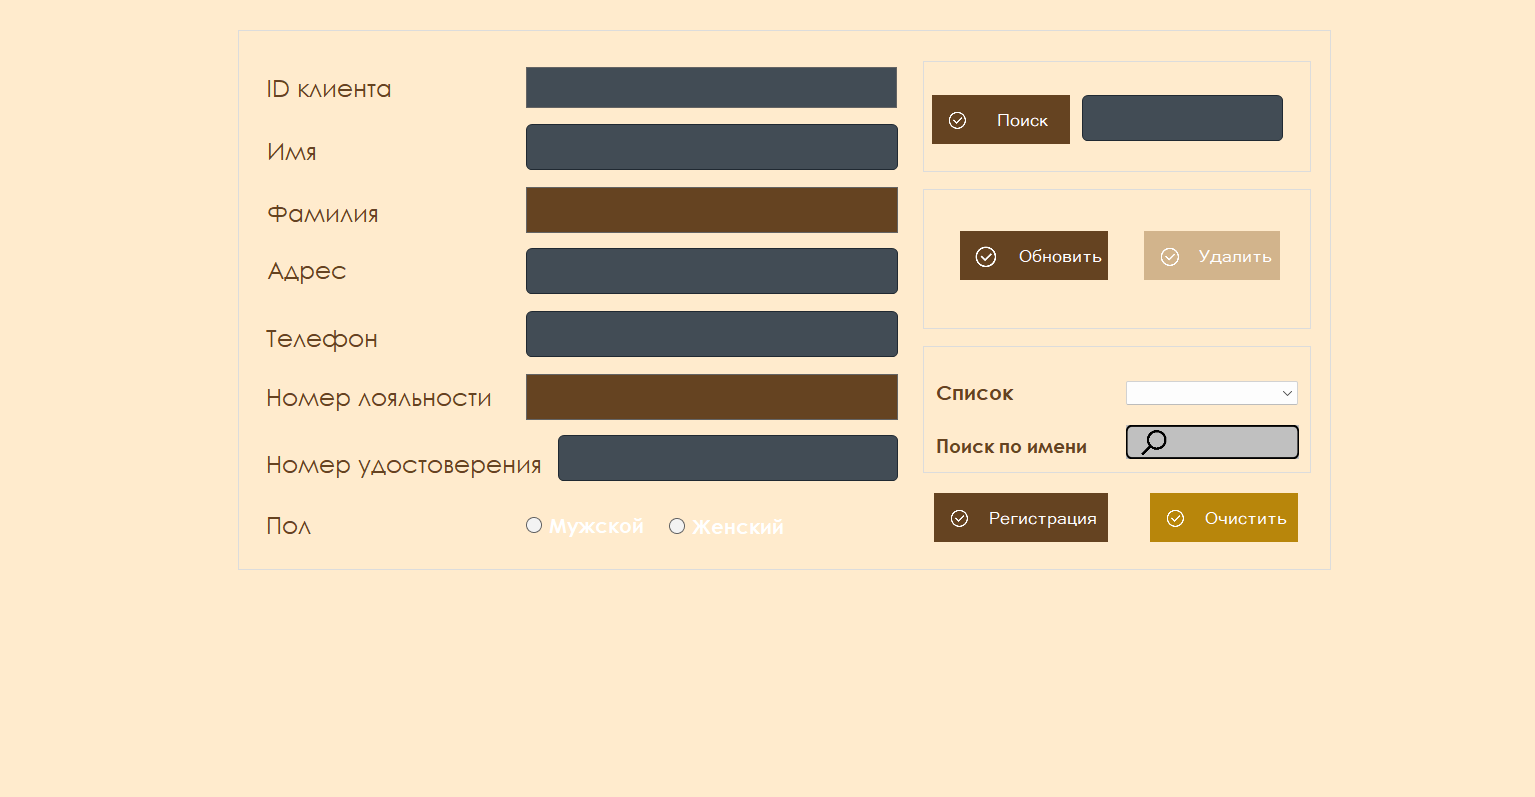 ID клиента
Имя
Фамилия
Адрес
Телефон
Номер лояльности
Номер удостоверения
Пол
Мужской
Женский
Поиск
Обновить
Удалить
Список
Поиск по имени
Регистрация
Очистить